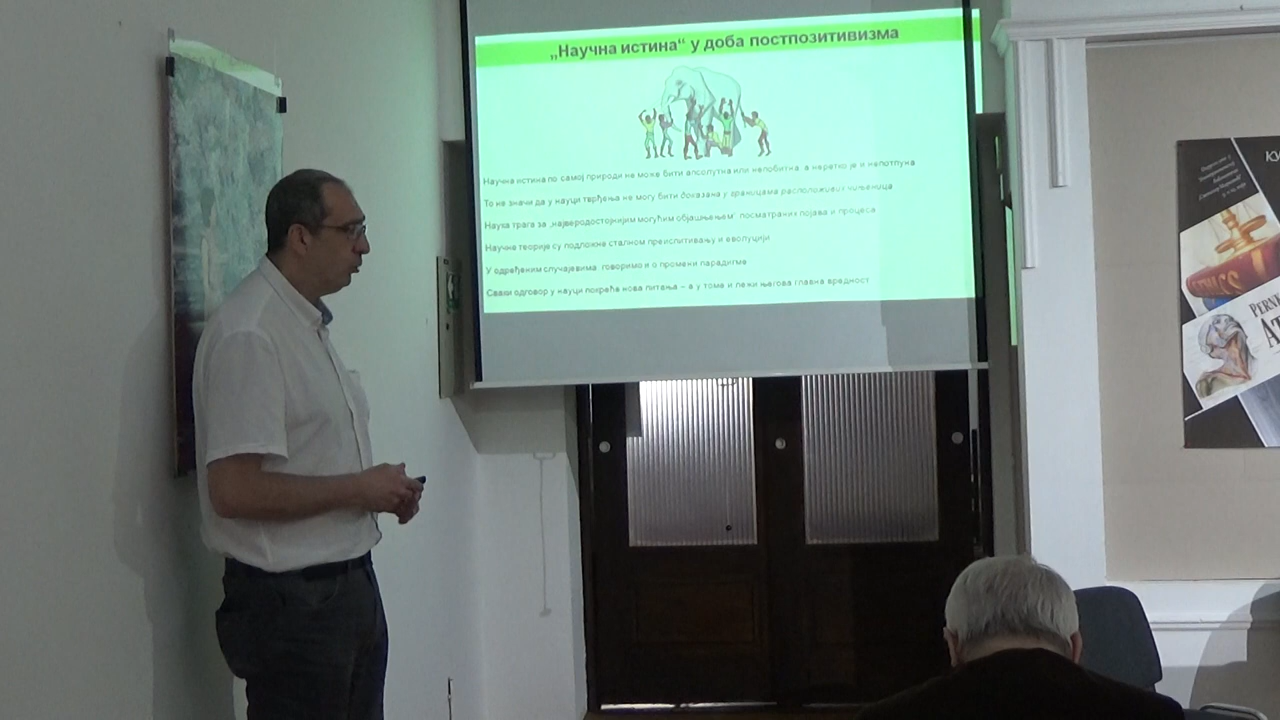 „Научна истина“ у доба постпозитивизма
Научна истина по самој природи не може бити апсолутна или непобитна, а неретко је и непотпуна
То не значи да у науци тврђења не могу бити доказана у границама расположивих чињеница
Наука трага за „највероdостојнијим могућим објашњењем“ посматраних појава и процеса
Научне теорије су подложне сталном преиспитивању и еволуцији
У одређеним случајевима, говоримо и о промени парадигме
Сваки одговор у науци покреће нова питања – а у томе и лежи његова главна вредност